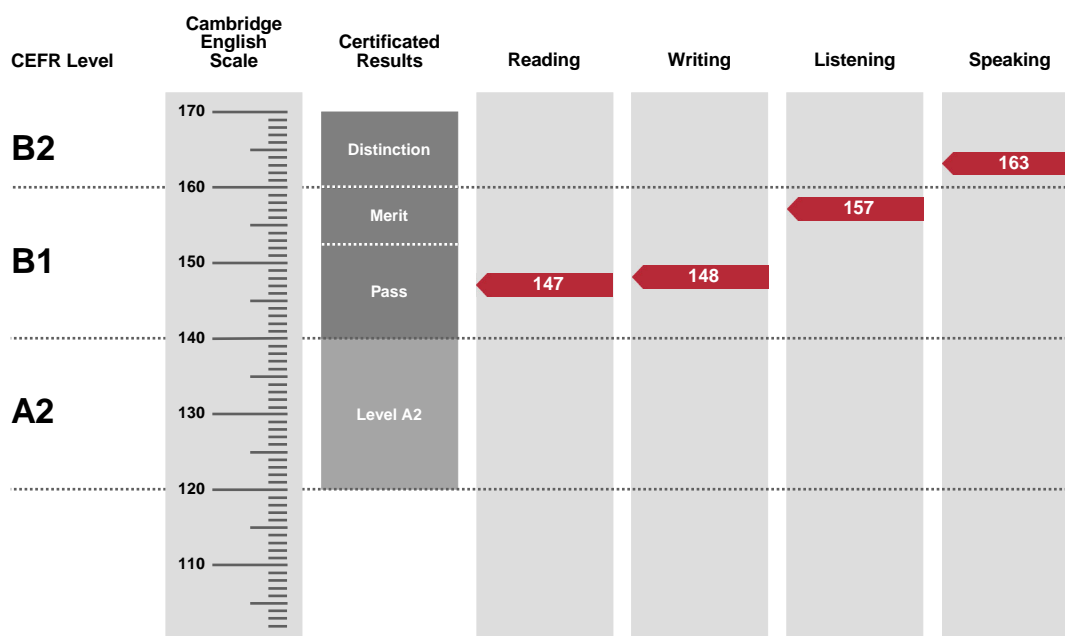 CEFR Level
Cambridge
English
Scale
Certificated
Results
Reading
Writing
Listening
Speaking
170
B2
Distinction
163
160
Merit
157
B1
150
Pass
147
148
140
A2
130
Level A2
120
110